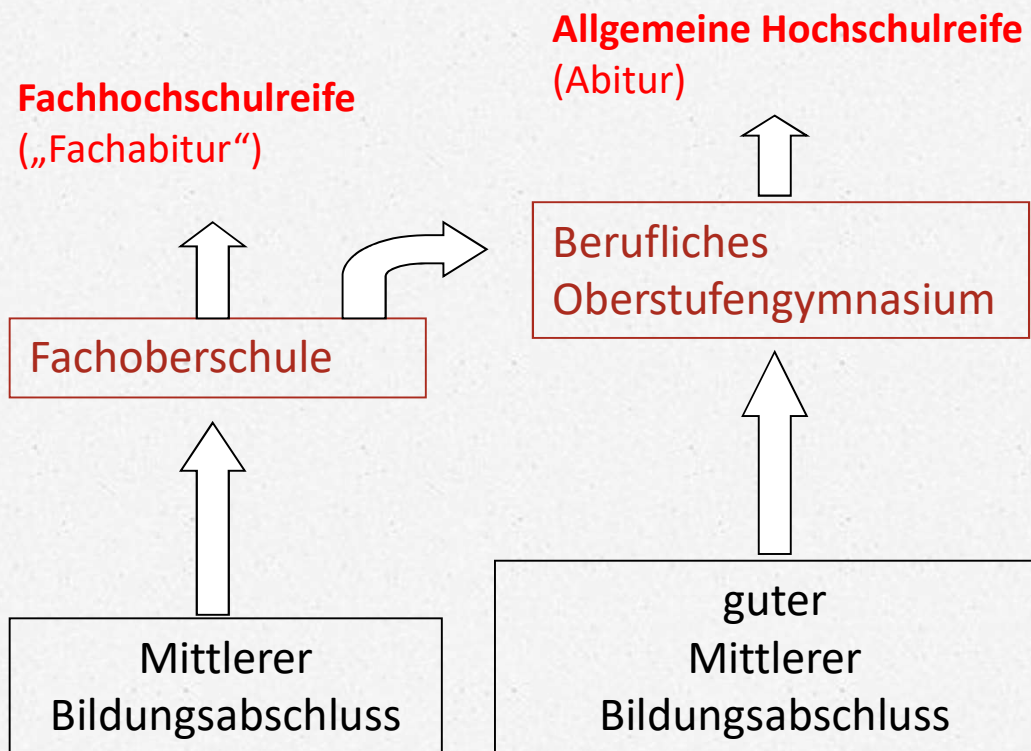 Allgemeine Hochschulreife
(Abitur)
Fachhochschulreife
(„Fachabitur“)
Berufliches
Oberstufengymnasium
Fachoberschule
guter
Mittlerer
Bildungsabschluss
Mittlerer
Bildungsabschluss